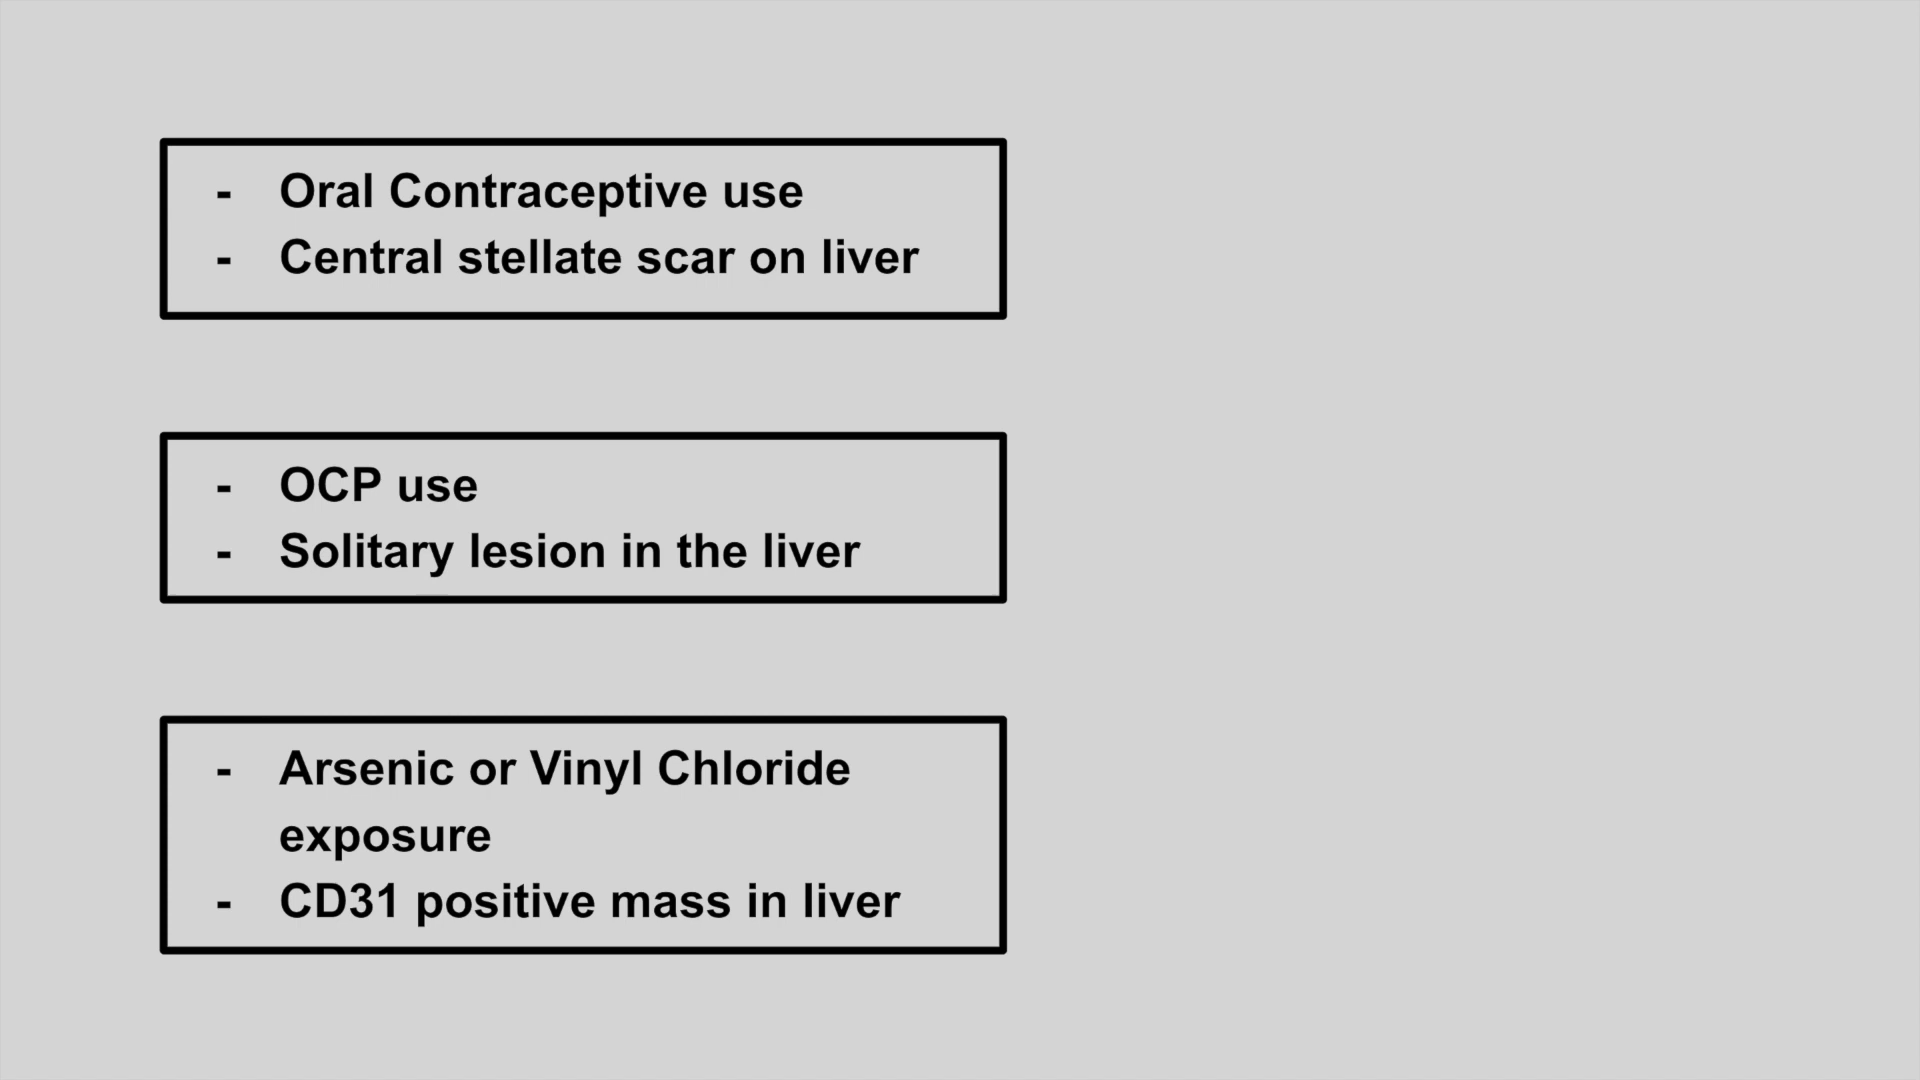 - Oral Contraceptive use
- Central stellate scar on liver
- OCP use
- Solitary lesion in the liver
- Arsenic or Vinyl Chloride
exposure
- CD31 positive mass in liver